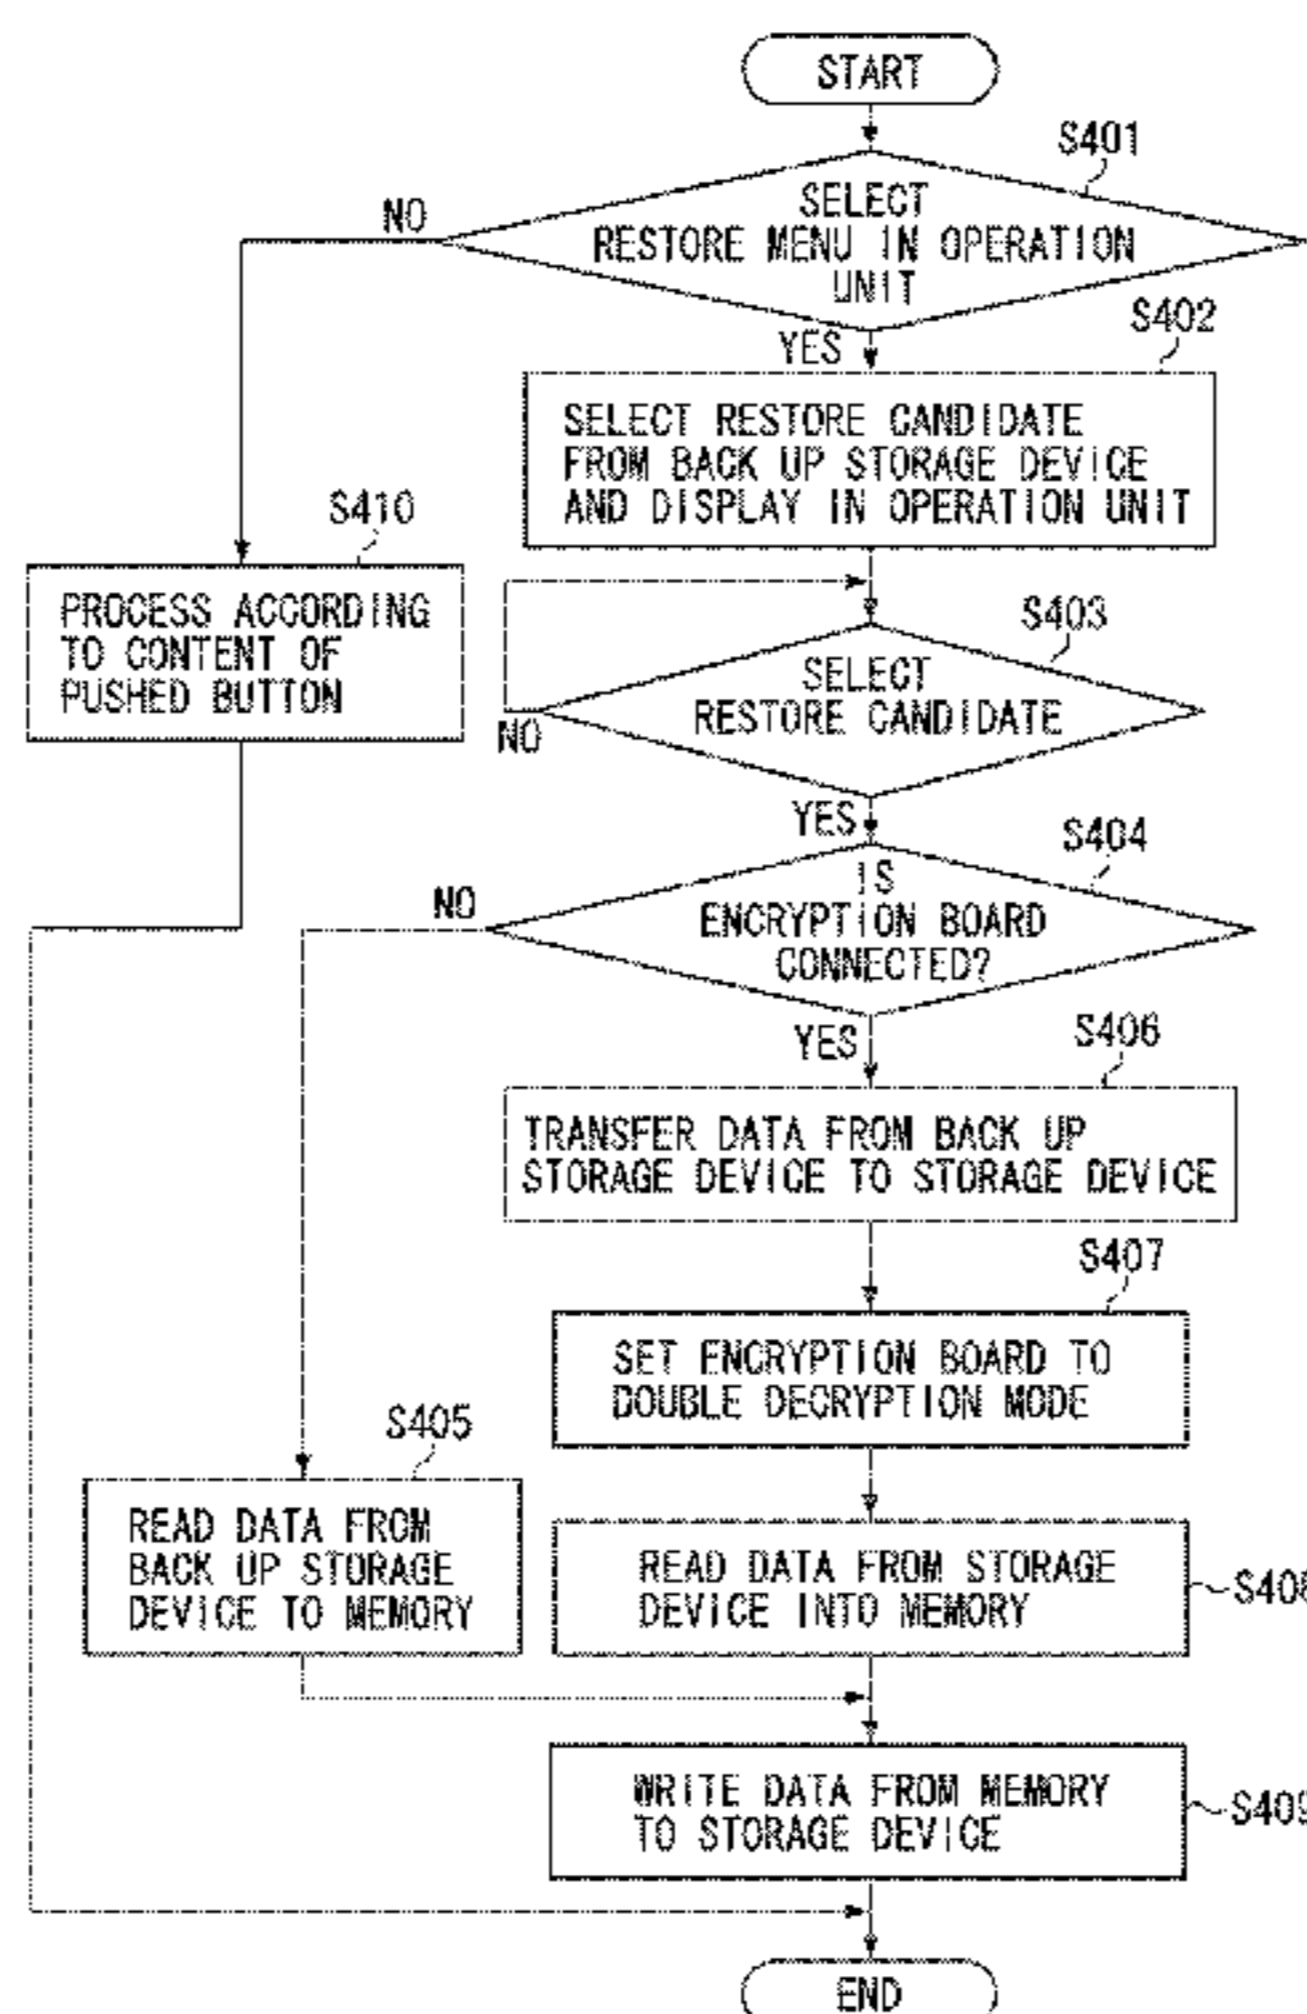 START
S401
NO
SELECT
RESTORE MENU IN OPERATION
UNIT
YES
S402
SELECT RESTORE CANDIDATE
FROM BACK UP STORAGE DEVICE
AND DISPLAY IN OPERATION UNIT
S410
PROCESS ACCORDING
TO CONTENT OF
PUSHED BUTTON
S403
SELECT
RESTORE CANDIDATE
NO
YES
S404
NO
IS
ENCRYPTION BOARD
CONNECTED?
YES
S406
TRANSFER DATA FROM BACK UP
STORAGE DEVICE TO STORAGE DEVICE
S407
SET ENCRYPTION BOARD TO
DOUBLE DECRYPTION MODE
S405
READ DATA FROM
BACK UP STORAGE
DEVICE TO MEMORY
READ DATA FROM STORAGE
DEVICE INTO MEMORY
S408
WRITE DATA FROM MEMORY
TO STORAGE DEVICE
S409
END